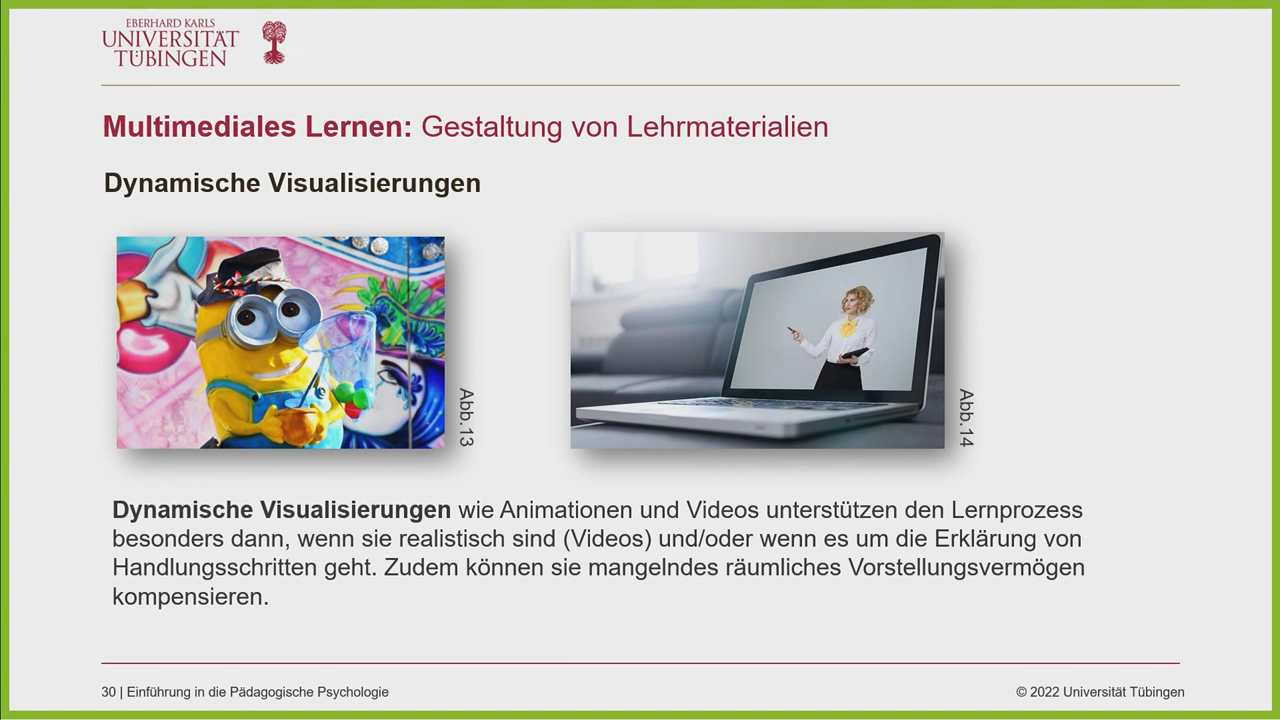 EBERHARD KARLS
UNIVERSITÄT
TÜBINGEN
Multimediales Lernen: Gestaltung von Lehrmaterialien
Dynamische Visualisierungen
Abb.13
Abb.14
Dynamische Visualisierungen wie Animationen und Videos unterstützen den Lernprozess
besonders dann, wenn sie realistisch sind (Videos) und/oder wenn es um die Erklärung von
Handlungsschritten geht. Zudem können sie mangelndes räumliches Vorstellungsvermögen
kompensieren.
30 | Einführung in die Pädagogische Psychologie
© 2022 Universität Tübingen